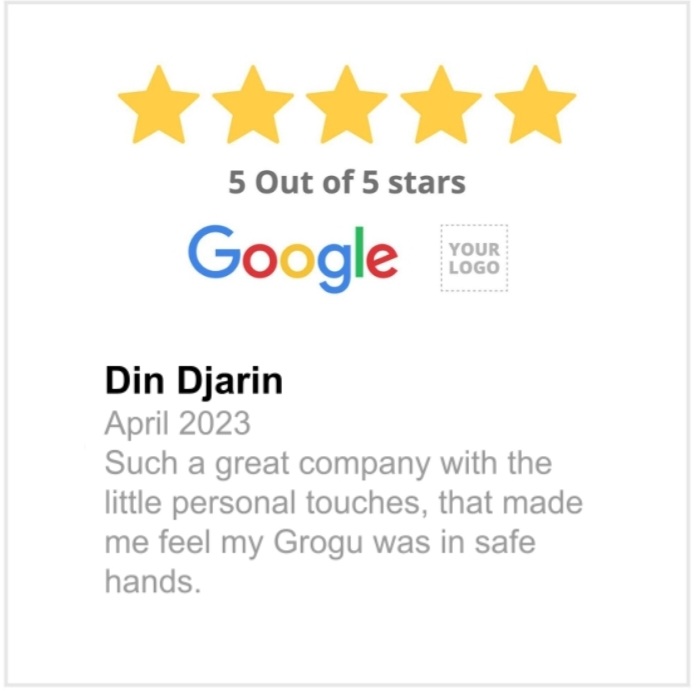 5 Out of 5 stars
Google
YOUR
LOGO
Din Djarin
April 2023
Such a great company with the
little personal touches, that made
me feel my Grogu was in safe
hands.